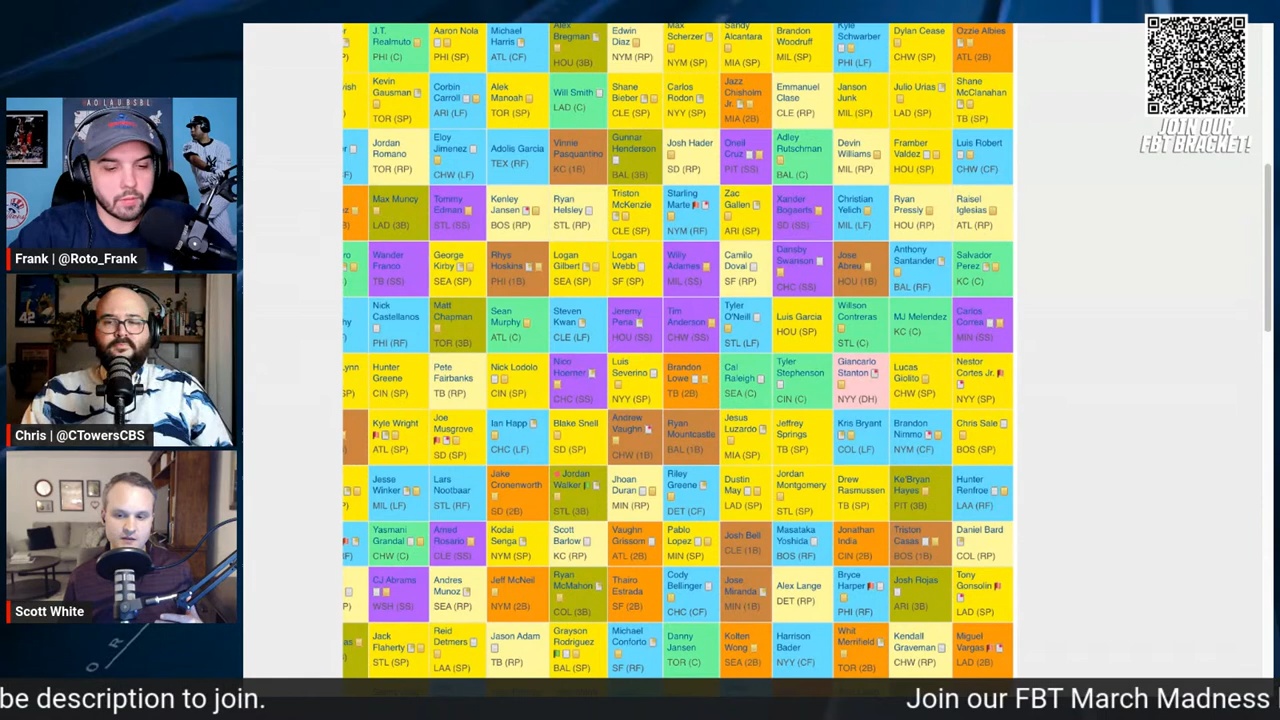 J.T. Aaron Nola Michael Alex Edwin Max Sandy Brandon Kyle Dylan Cease Ozzie Albies
Realmuto Harris Bregman Diaz Scherzer Alcantara Woodruff Schwarber
PHI (C) PHI (SP) ATL (CF) HOU (3B) NYM (RP) NYM (SP) MIA (SP) MIL (SP) PHI (LF) CHW (SP) ATL (2B)
Kevin Corbin Alek Will Smith Shane Carlos Jazz Emmanuel Janson Julio Urias Shane
Gausman Carroll Manoah Bieber Rodon Chisholm Clase Junk McClanahan
Jr.
TOR (SP) ARI (LF) TOR (SP) LAD (C) CLE (SP) NYY (SP) MIA (2B) CLE (RP) MIL (SP) LAD (SP) TB (SP)
Jordan Eloy Adolis Garcia Vinnie Gunnar Josh Hader Oneil Adley Devin Framber Luis Robert
Romano Jimenez Pasquantino Henderson Cruz Rutschman Williams Valdez
TOR (RP) CHW (LF) TEX (RF) KC (1B) BAL (3B) SD (RP) PIT (SS) BAL (C) MIL (RP) HOU (SP) CHW (CF)
Max Muncy Tommy Kenley Ryan Triston Starling Zac Xander Christian Ryan Raisel
Edman Jansen Helsley McKenzie Marte Gallen Bogaerts Yelich Pressly Iglesias
LAD (3B) STL (SS) BOS (RP) STL (RP) CLE (SP) NYM (RF) ARI (SP) SD (SS) MIL (LF) HOU (RP) ATL (RP)
Wander George Rhys Logan Logan Willy Camilo Dansby Jose Anthony Salvador
Franco Kirby Hoskins Gilbert Webb Adames Doval Swanson Abreu Santander Perez
TB (SS) SEA (SP) PHI (1B) SEA (SP) SF (SP) MIL (SS) SF (RP) CHC (SS) HOU (1B) BAL (RF) KC (C)
Nick Matt Sean Steven Jeremy Tim Tyler Luis Garcia Willson MJ Melendez Carlos
Castellanos Chapman Murphy Kwan Pena Anderson O'Neill Contreras Correa
PHI (RF) TOR (3B) ATL (C) CLE (LF) HOU (SS) CHW (SS) STL (LF) HOU (SP) STL (C) KC (C) MIN (SS)
Hunter Pete Nick Lodolo Nico Luis Brandon Cal Tyler Giancarlo Lucas Nestor
Greene Fairbanks Hoerner Severino Lowe Raleigh Stephenson Stanton Giolito Cortes Jr.
CIN (SP) TB (RP) CIN (SP) CHC (SS) NYY (SP) TB (2B) SEA (C) CIN (C) NYY (DH) CHW (SP) NYY (SP)
Kyle Wright Joe Ian Happ Blake Snell Andrew Ryan Jesus Jeffrey Kris Bryant Brandon Chris Sale
Musgrove Vaughn Mountcastle Luzardo Springs Nimmo
ATL (SP) SD (SP) CHC (LF) SD (SP) CHW (1B) BAL (1B) MIA (SP) TB (SP) COL (LF) NYM (CF) BOS (SP)
Jesse Lars Jake Jordan Jhoan Riley Dustin Jordan Drew Ke'Bryan Hunter
Winker Nootbaar Cronenworth Walker Duran Greene May Montgomery Rasmussen Hayes Renfroe
MIL (LF) STL (RF) SD (2B) STL (3B) MIN (RP) DET (CF) LAD (SP) STL (SP) TB (SP) PIT (3B) LAA (RF)
Yasmani Amed Kodai Scott Vaughn Pablo Josh Bell Masataka Jonathan Triston Daniel Bard
Grandal Rosario Senga Barlow Grissom Lopez Yoshida India Casas
CHW (C) CLE (SS) NYM (SP) KC (RP) ATL (2B) MIN (SP) CLE (1B) BOS (RF) CIN (2B) BOS (1B) COL (RP)
CJ Abrams Andres Jeff McNeil Ryan Thairo Cody Jose Alex Lange Bryce Josh Rojas Tony
Munoz McMahon Estrada Bellinger Miranda Harper Gonsolin
WSH (SS) SEA (RP) NYM (2B) COL (3B) SF (2B) CHC (CF) MIN (1B) DET (RP) PHI (RF) ARI (3B) LAD (SP)
Jack Reid Jason Adam Grayson Michael Danny Kolten Harrison Whit Kendall Miguel
Flaherty Detmers Rodriguez Conforto Jansen Wong Bader Merrifield Graveman Vargas
STL (SP) LAA (SP) TB (RP) BAL (SP) SF (RF) TOR (C) SEA (2B) NYY (CF) TOR (2B) CHW (RP) LAD (2B)
JOIN OUR
FBT BRACKET!
Frank | @Roto_Frank
Chris | @CTowersCBS
Scott White
be description to join. Join our FBT March Madness